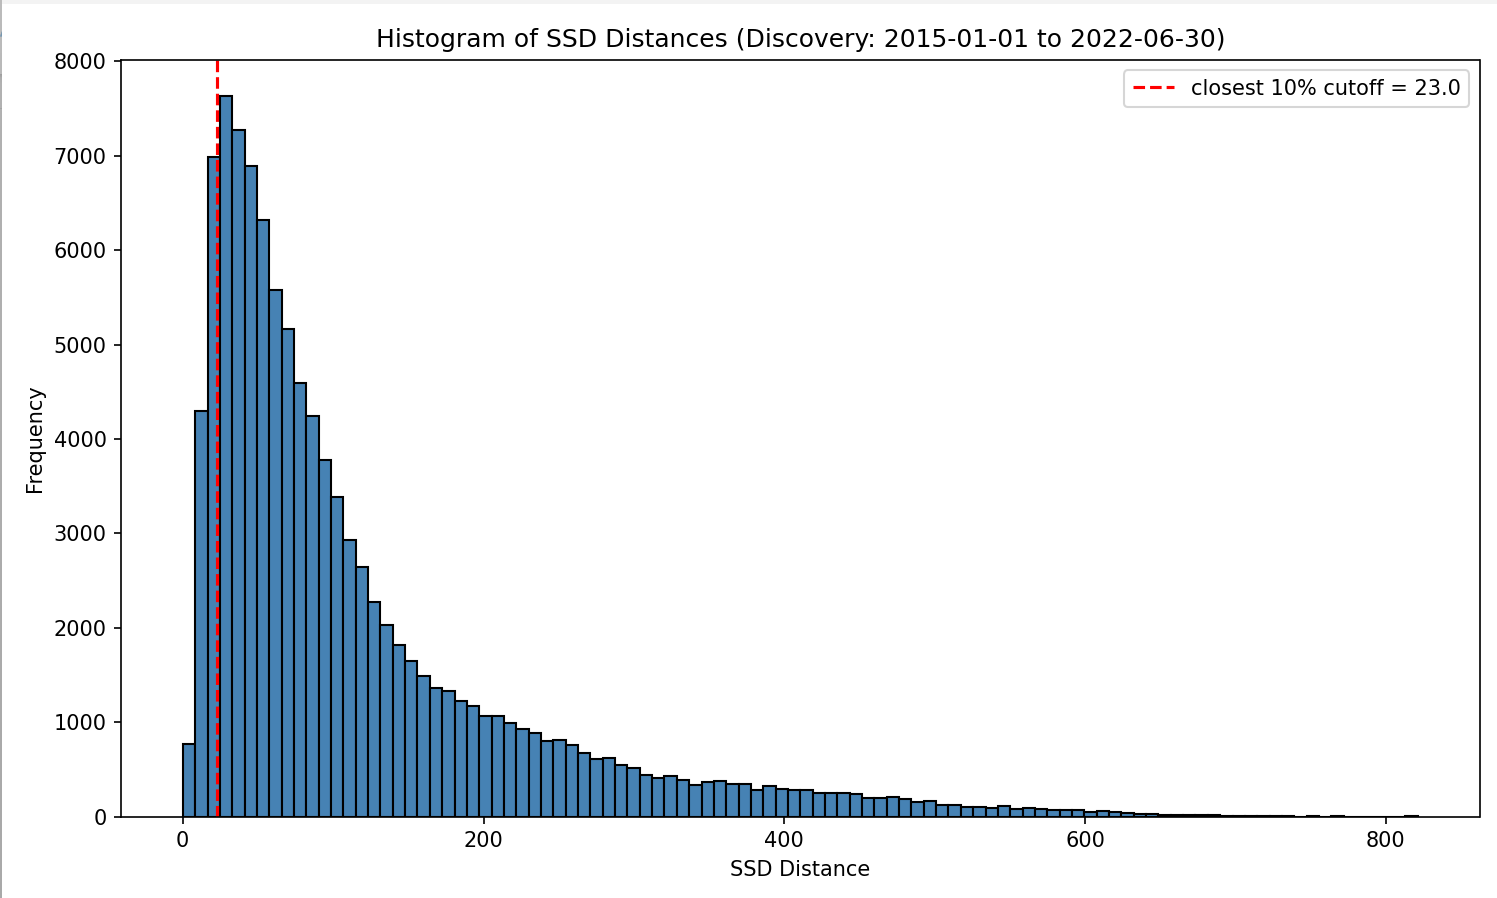 Histogram of SSD Distances (Discovery: 2015-01-01 to 2022-06-30)
closest 10% cutoff = 23.0
8000
7000
6000
5000
4000
3000
2000
1000
0
Frequency
0 200 400 600 800
SSD Distance